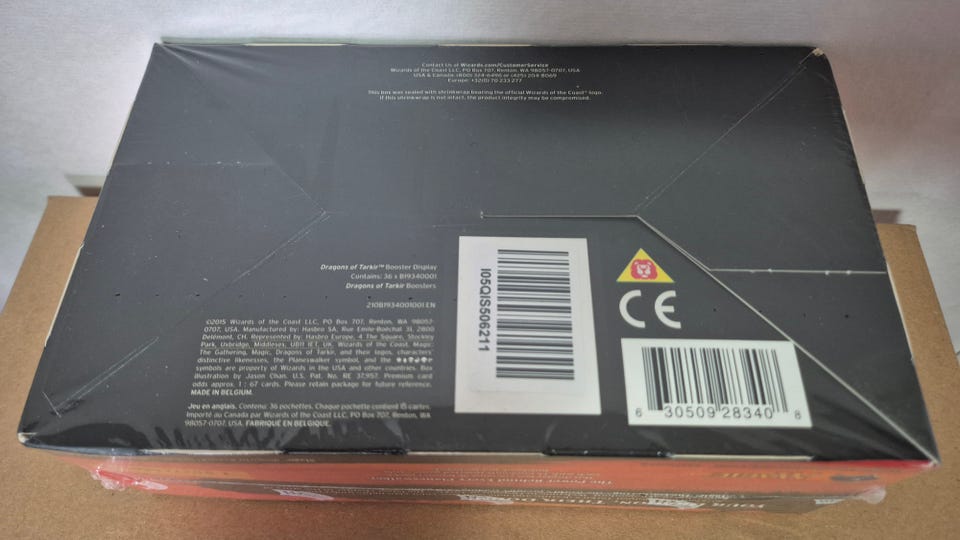 Contact Us at Wizards.com/CustomerService
Wizards of the Coast LLC, PO Box 707, Renton, WA 98057-0707, USA
USA & Canada: (800) 324-6496 or (425) 204 8069
Europe: +32(0) 70 233 277
This box was sealed with shrinkwrap bearing the official Wizards of the Coast® logo.
If this shrinkwrap is not intact, the product integrity may be compromised.
Dragons of Tarkir™ Booster Display
Contains: 36 x B19340001
Dragons of Tarkir Boosters
210B1934001001 EN
©2015 Wizards of the Coast LLC, PO Box 707, Renton, WA 98057-
0707, USA. Manufactured by: Hasbro SA, Rue Emile-Boéchat 31, 2800
Delémont, CH. Represented by: Hasbro Europe, 4 The Square, Stockley
Park, Uxbridge, Middlesex, UB11 1ET, UK. Wizards of the Coast, Magic:
The Gathering, Magic, Dragons of Tarkir, and their logos, characters'
distinctive likenesses, the Planeswalker symbol, and the
symbols are property of Wizards in the USA and other countries. Box
illustration by Jason Chan. U.S. Pat. No. RE 37,957. Premium card
odds approx. 1 : 67 cards. Please retain package for future reference.
MADE IN BELGIUM.
Jeu en anglais. Contenu: 36 pochettes. Chaque pochette contient 15 cartes.
Importé au Canada par Wizards of the Coast LLC, PO Box 707, Renton, WA
98057-0707, USA. FABRIQUÉ EN BELGIQUE.
I05QIS506211
CE
6 30509 28340 8
The Power Behind Every Planeswalker